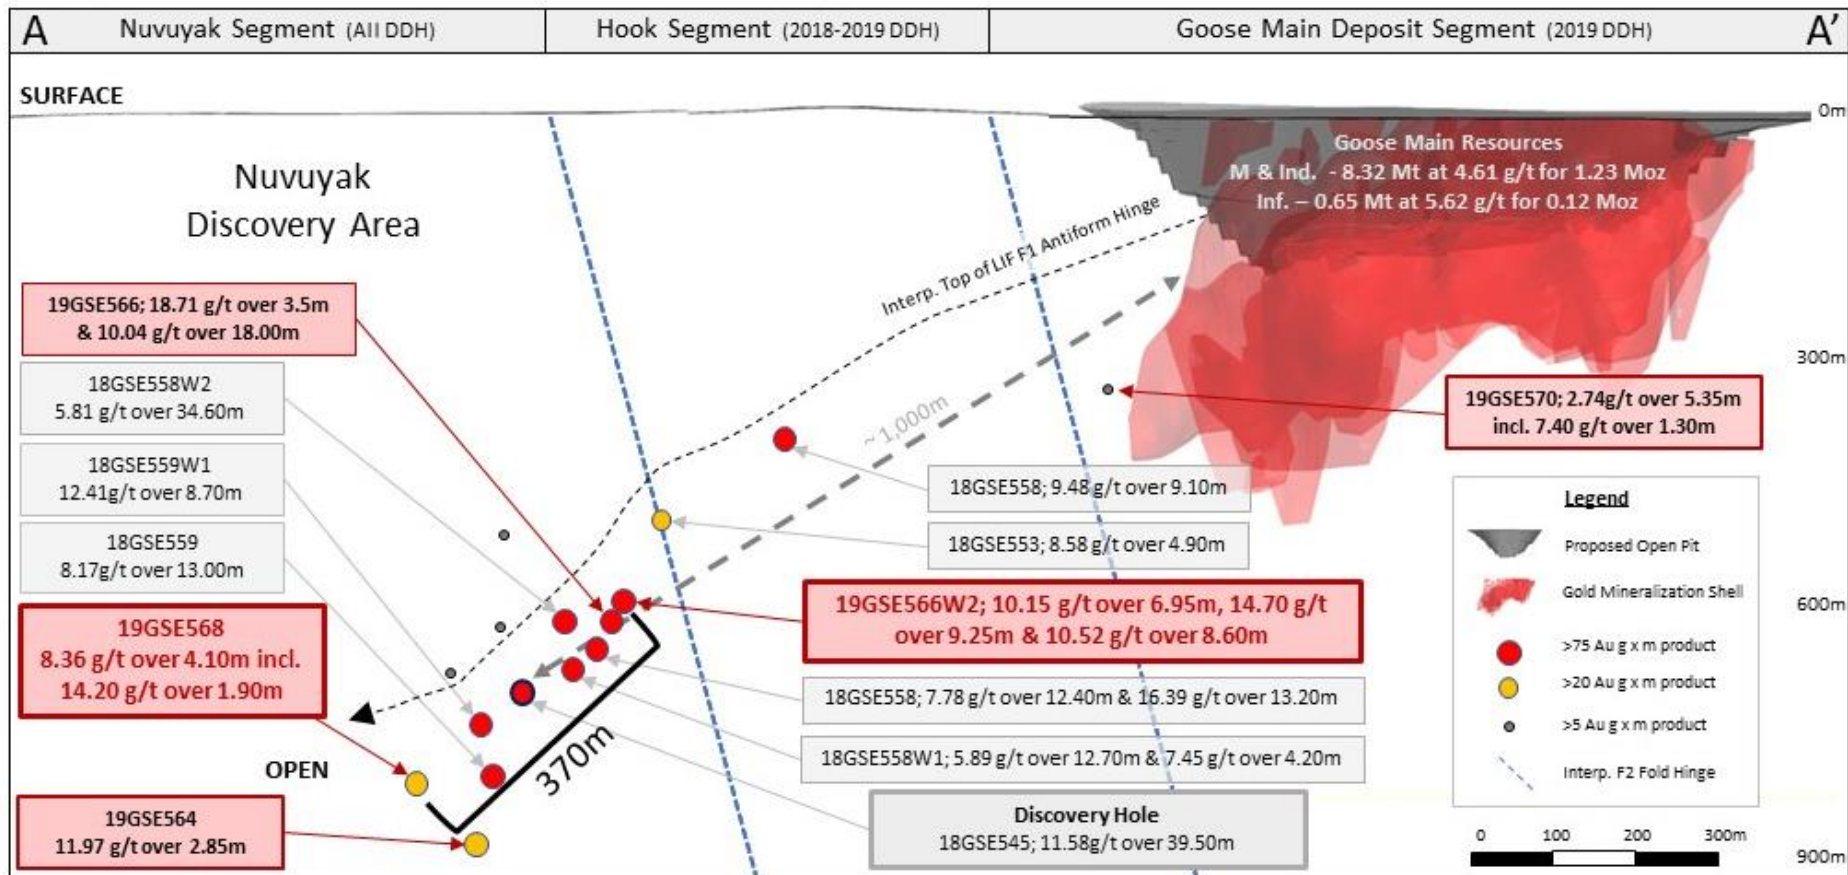 A
Nuvuyak Segment (All DDH)
Hook Segment (2018-2019 DDH)
Goose Main Deposit Segment (2019 DDH)
A'
SURFACE
0m
Nuvuyak
Discovery Area
Goose Main Resources
M & Ind. - 8.32 Mt at 4.61 g/t for 1.23 Moz
Inf. – 0.65 Mt at 5.62 g/t for 0.12 Moz
Interp. Top of LIF F1 Antiform Hinge
19GSE566; 18.71 g/t over 3.5m
& 10.04 g/t over 18.00m
300m
18GSE558W2
5.81 g/t over 34.60m
~ 1,000m
19GSE570; 2.74g/t over 5.35m
incl. 7.40 g/t over 1.30m
18GSE559W1
12.41g/t over 8.70m
18GSE558; 9.48 g/t over 9.10m
18GSE559
8.17g/t over 13.00m
18GSE553; 8.58 g/t over 4.90m
19GSE568
8.36 g/t over 4.10m incl.
14.20 g/t over 1.90m
19GSE566W2; 10.15 g/t over 6.95m, 14.70 g/t
over 9.25m & 10.52 g/t over 8.60m
600m
18GSE558; 7.78 g/t over 12.40m & 16.39 g/t over 13.20m
18GSE558W1; 5.89 g/t over 12.70m & 7.45 g/t over 4.20m
370m
OPEN
19GSE564
11.97 g/t over 2.85m
Discovery Hole
18GSE545; 11.58g/t over 39.50m
Legend
Proposed Open Pit
Gold Mineralization Shell
>75 Au g x m product
>20 Au g x m product
>5 Au g x m product
Interp. F2 Fold Hinge
0 100 200 300m
900m